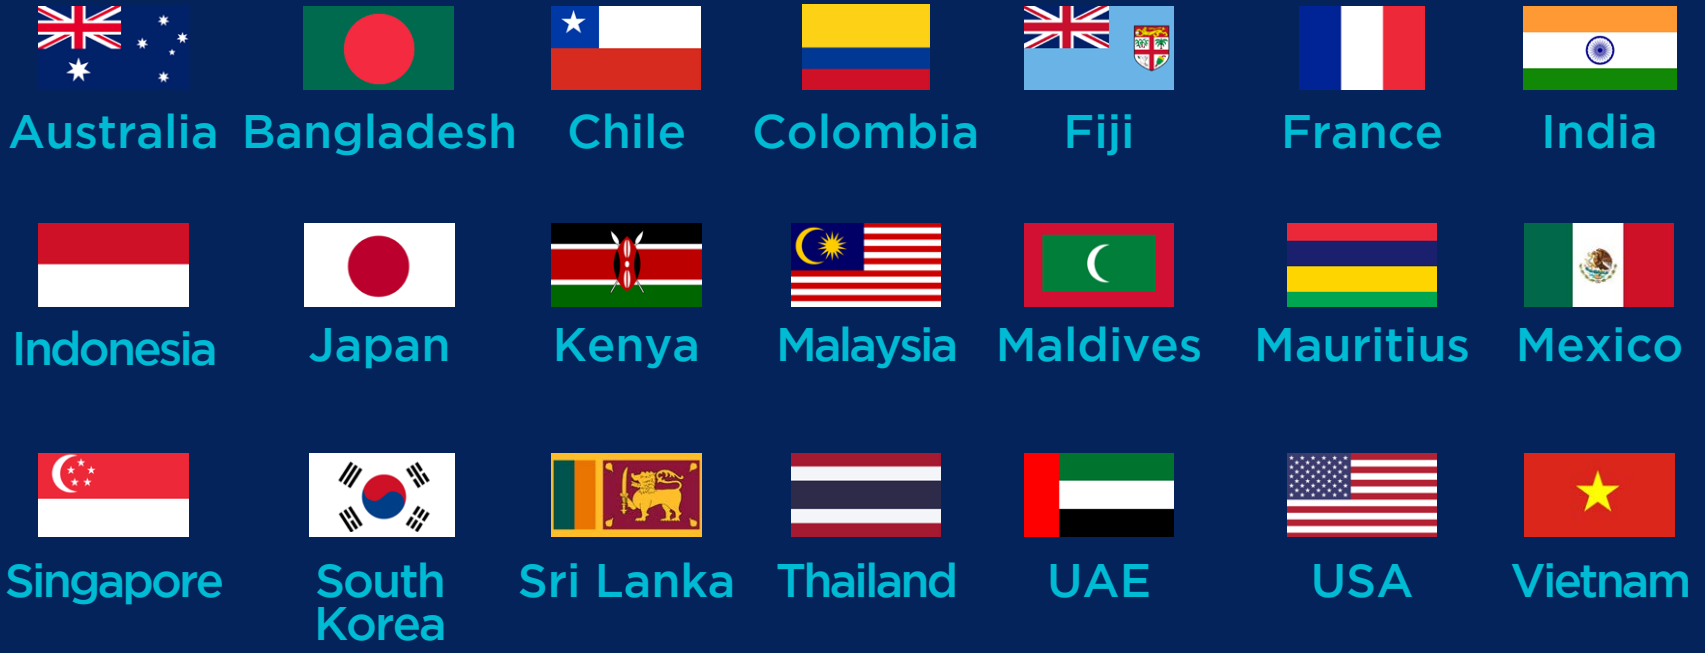 Australia
Bangladesh
Chile
Colombia
Fiji
France
India
Indonesia
Japan
Kenya
Malaysia
Maldives
Mauritius
Mexico
Singapore
South
Korea
Sri Lanka
Thailand
UAE
USA
Vietnam